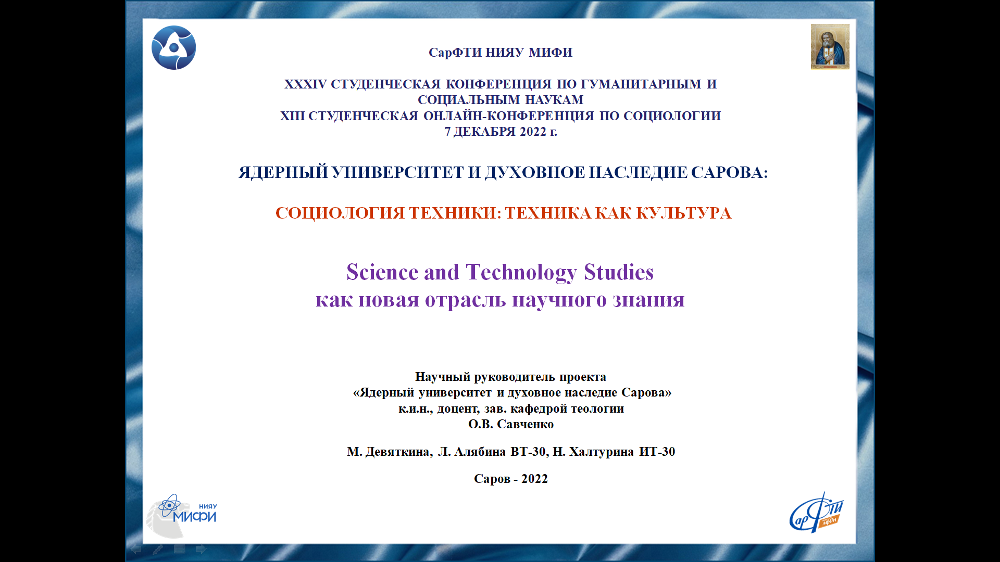 СарФТИ НИЯУ МИФИ
XXXIV СТУДЕНЧЕСКАЯ КОНФЕРЕНЦИЯ ПО ГУМАНИТАРНЫМ И
СОЦИАЛЬНЫМ НАУКАМ
XIII СТУДЕНЧЕСКАЯ ОНЛАЙН-КОНФЕРЕНЦИЯ ПО СОЦИОЛОГИИ
7 ДЕКАБРЯ 2022 г.
ЯДЕРНЫЙ УНИВЕРСИТЕТ И ДУХОВНОЕ НАСЛЕДИЕ САРОВА:
СОЦИОЛОГИЯ ТЕХНИКИ: ТЕХНИКА КАК КУЛЬТУРА
Science and Technology Studies
как новая отрасль научного знания
Научный руководитель проекта
«Ядерный университет и духовное наследие Сарова»
к.и.н., доцент, зав. кафедрой теологии
О.В. Савченко
М. Девяткина, Л. Алябина ВТ-30, Н. Халтурина ИТ-30
Саров - 2022
НИЯУ
МИФИ
СарФТИ
МИФИ